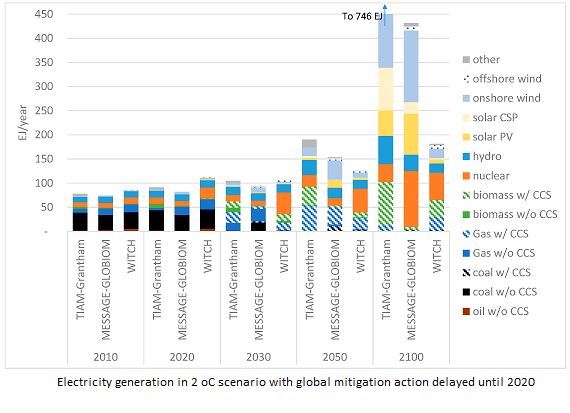 To 746 EJ
450
400
350
300
250
200
150
100
50
-
EJ/year
TIAM-Grantham
MESSAGE-GLOBIOM
WITCH
TIAM-Grantham
MESSAGE-GLOBIOM
WITCH
TIAM-Grantham
MESSAGE-GLOBIOM
WITCH
TIAM-Grantham
MESSAGE-GLOBIOM
WITCH
TIAM-Grantham
MESSAGE-GLOBIOM
WITCH
2010
2020
2030
2050
2100
other
offshore wind
onshore wind
solar CSP
solar PV
hydro
nuclear
biomass w/ CCS
biomass w/o CCS
Gas w/ CCS
Gas w/o CCS
coal w/ CCS
coal w/o CCS
oil w/o CCS
Electricity generation in 2 oC scenario with global mitigation action delayed until 2020